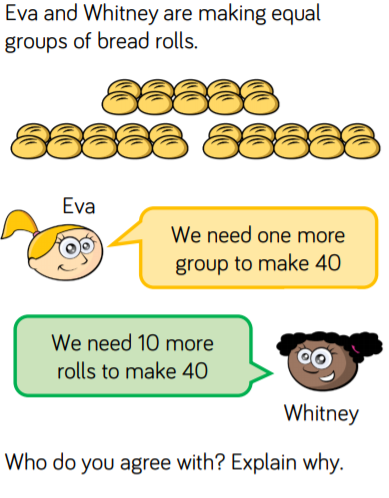 Eva and Whitney are making equal
groups of bread rolls.
Eva
We need one more
group to make 40
We need 10 more
rolls to make 40
Whitney
Who do you agree with? Explain why.